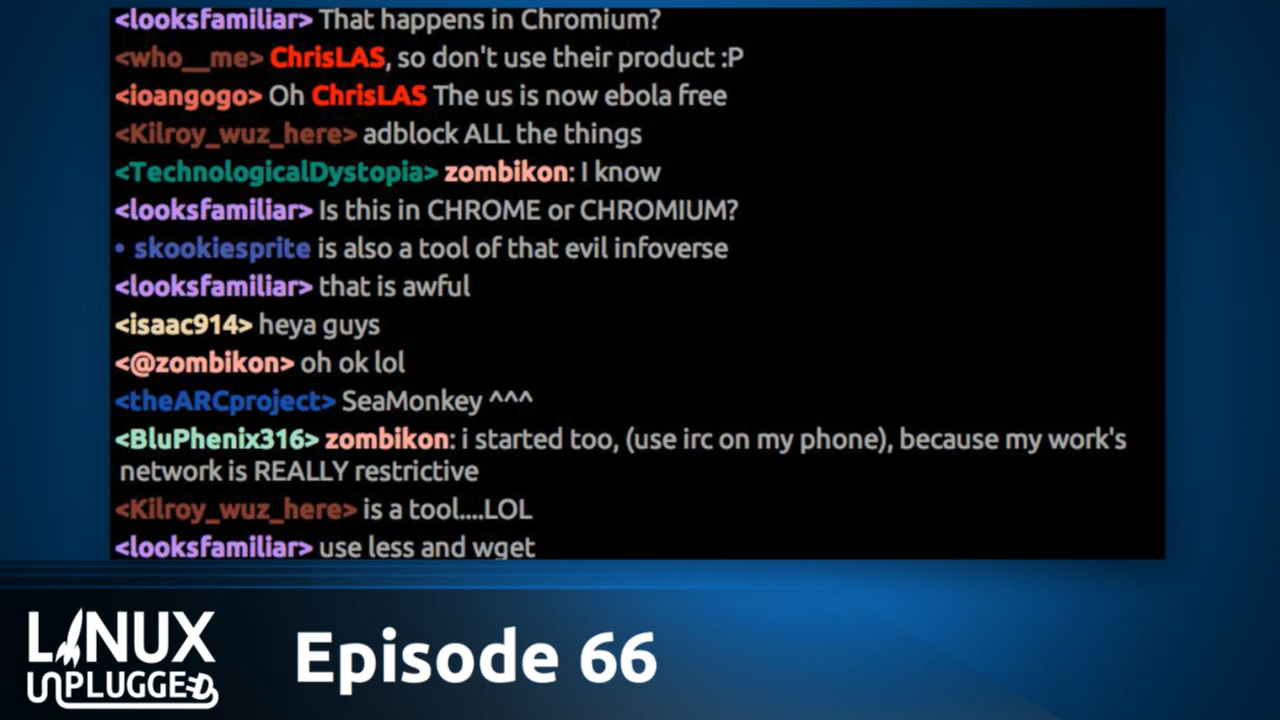 <looksfamiliar> That happens in Chromium?
<who__me> ChrisLAS, so don't use their product :P
<ioangogo> Oh ChrisLAS The us is now ebola free
<Kilroy_wuz_here> adblock ALL the things
<TechnologicalDystopia> zombikon: I know
<looksfamiliar> Is this in CHROME or CHROMIUM?
• skookiesprite is also a tool of that evil infoverse
<looksfamiliar> that is awful
<isaac914> heya guys
<@zombikon> oh ok lol
<theARCproject> SeaMonkey ^^^
<BluPhenix316> zombikon: i started too, (use irc on my phone), because my work's
network is REALLY restrictive
<Kilroy_wuz_here> is a tool....LOL
<looksfamiliar> use less and wget
LINUX
UNPLUGGED
Episode 66